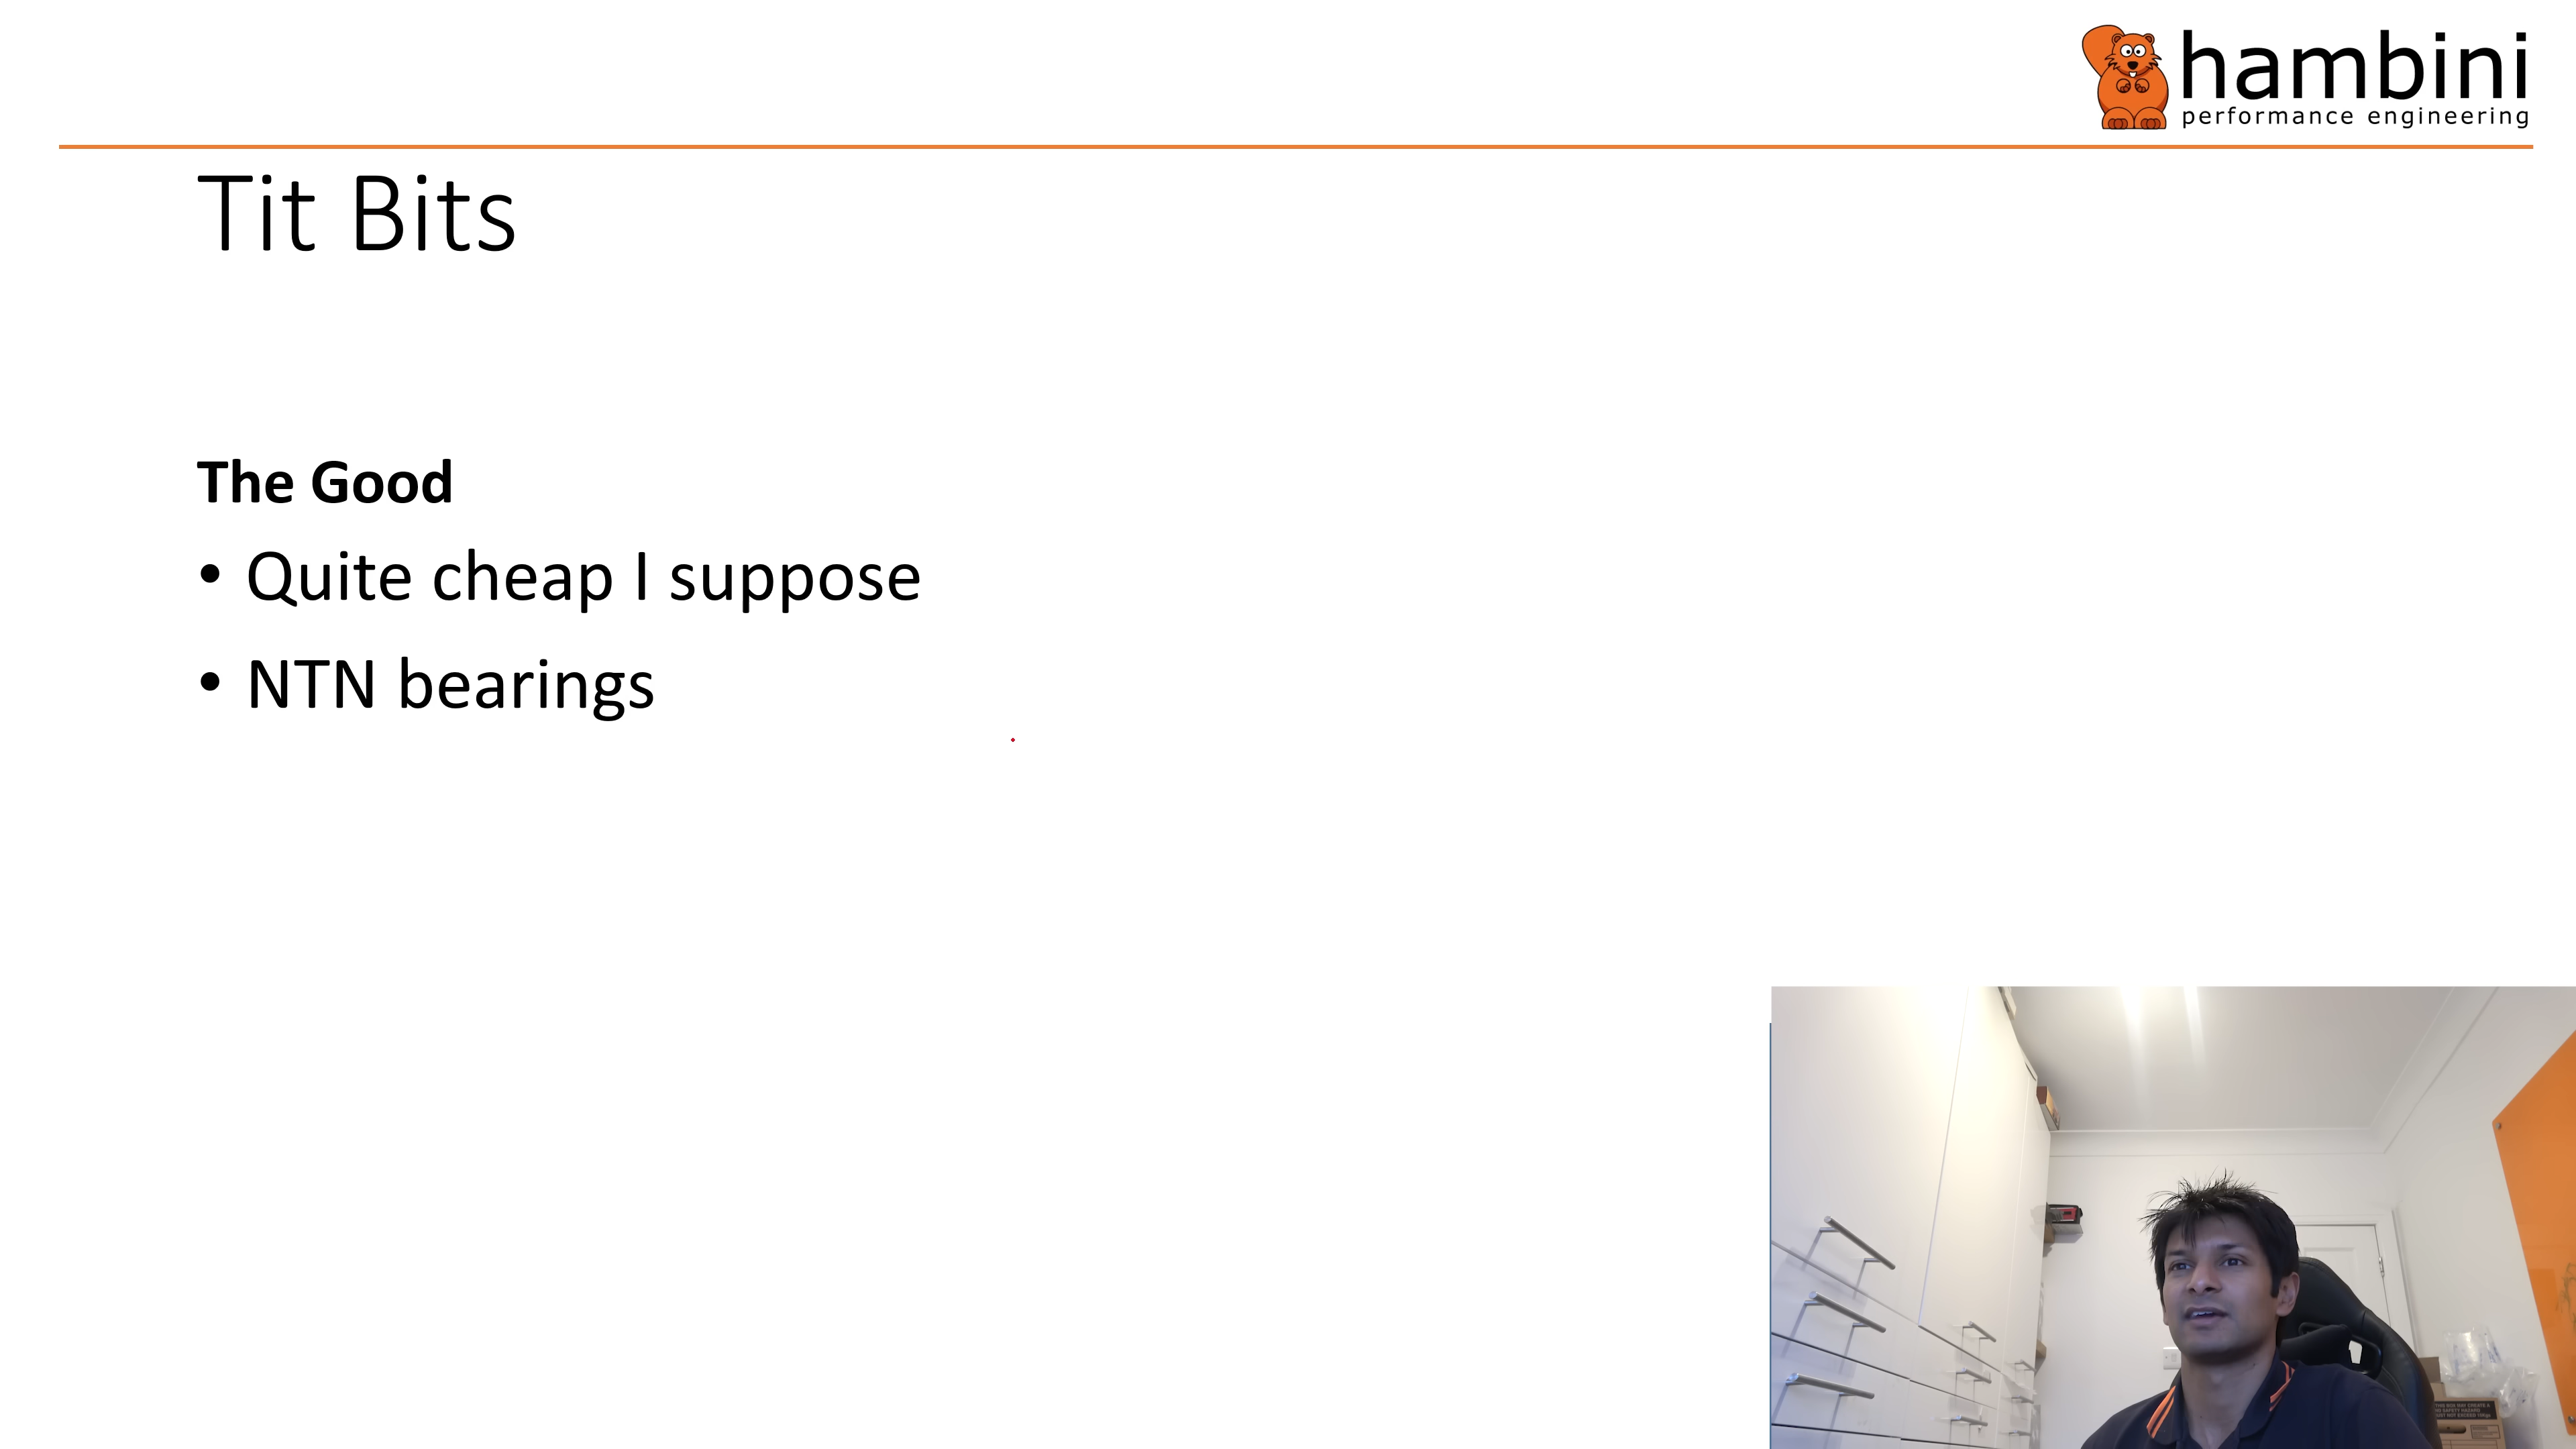 hambini
performance engineering
Tit Bits
The Good
• Quite cheap I suppose
• NTN bearings